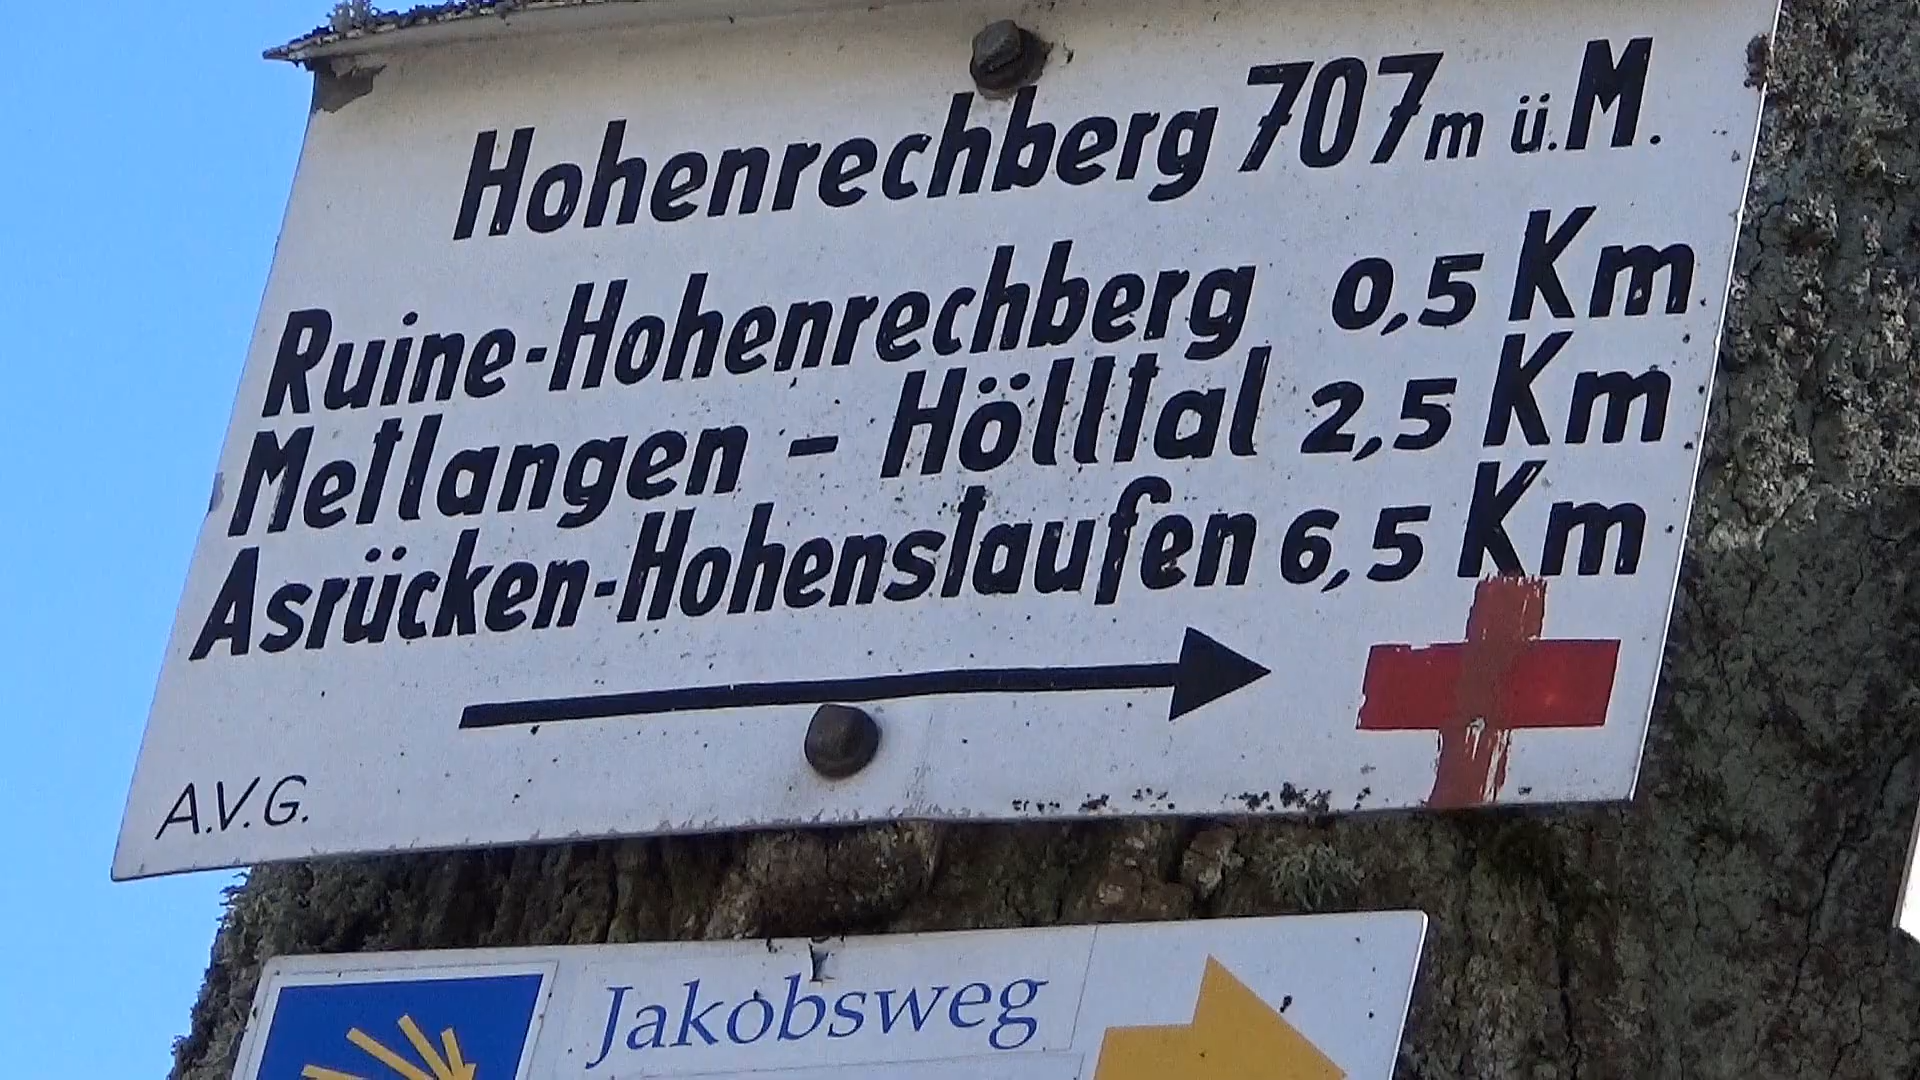 Hohenrechberg 707m ü.M.
Ruine-Hohenrechberg 0,5 Km
Metlangen - Hölltal 2,5 Km
Asrücken-Hohenstaufen 6,5 Km
A.V.G.
Jakobsweg